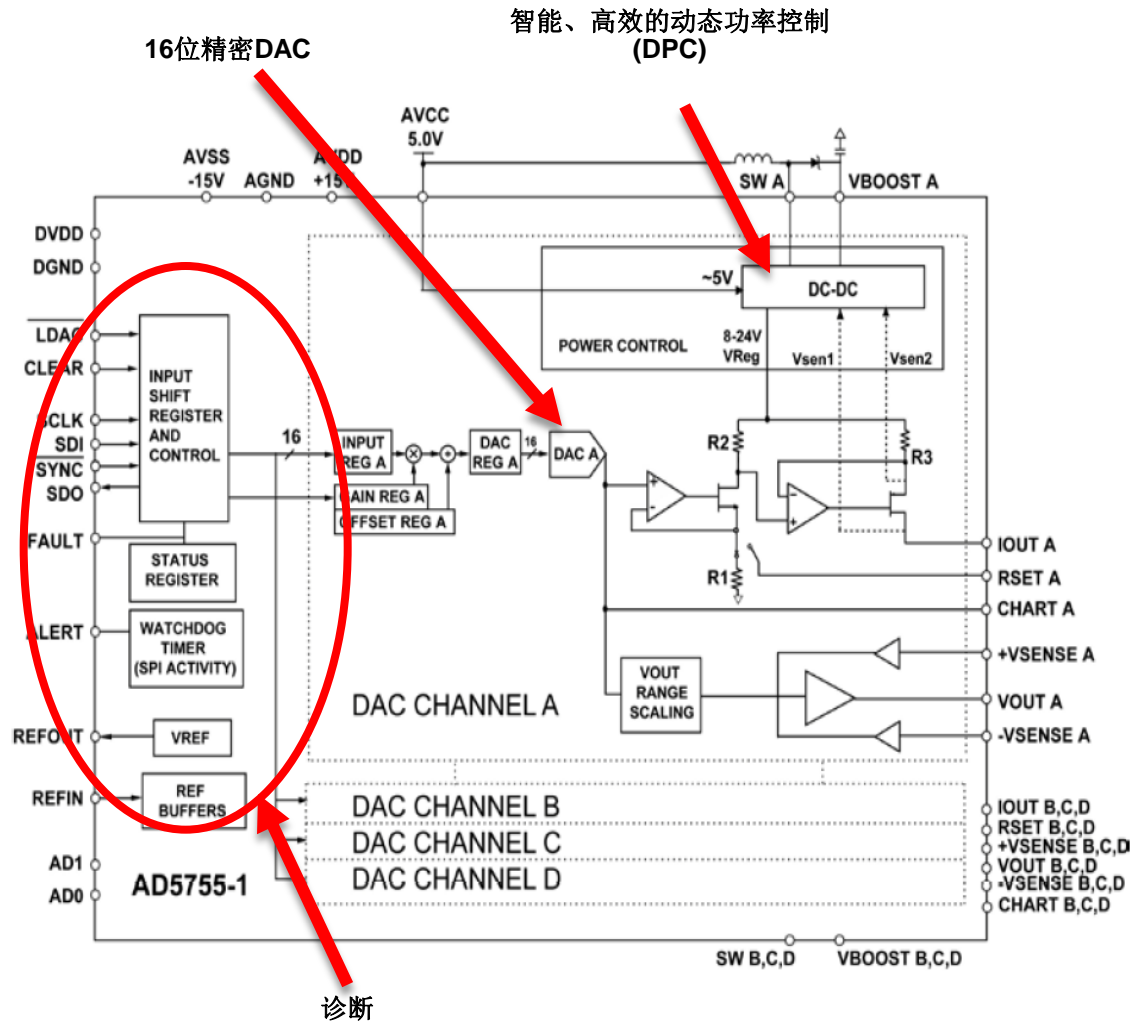 智能、高效的动态功率控制
(DPC)
16位精密DAC
AVCC
5.0V
AVSS
-15V
AGND
AVDD
+15V
SW A
VBOOST A
DVDD
DGND
LDAC
CLEAR
SCLK
SDI
SYNC
SDO
FAULT
ALERT
REFOUT
REFIN
AD1
AD0
INPUT
SHIFT
REGISTER
AND
CONTROL
STATUS
REGISTER
WATCHDOG
TIMER
(SPI ACTIVITY)
VREF
REF
BUFFERS
AD5755-1
16
INPUT
REG A
GAIN REG A
OFFSET REG A
DAC
REG A
16
DAC A
~5V
DC-DC
POWER CONTROL
8-24V
VReg
Vsen1
Vsen2
R2
R3
R1
IOUT A
RSET A
CHART A
+VSENSE A
VOUT A
-VSENSE A
VOUT
RANGE
SCALING
DAC CHANNEL A
DAC CHANNEL B
DAC CHANNEL C
DAC CHANNEL D
IOUT B,C,D
RSET B,C,D
+VSENSE B,C,D
VOUT B,C,D
-VSENSE B,C,D
CHART B,C,D
SW B,C,D
VBOOST B,C,D
诊断